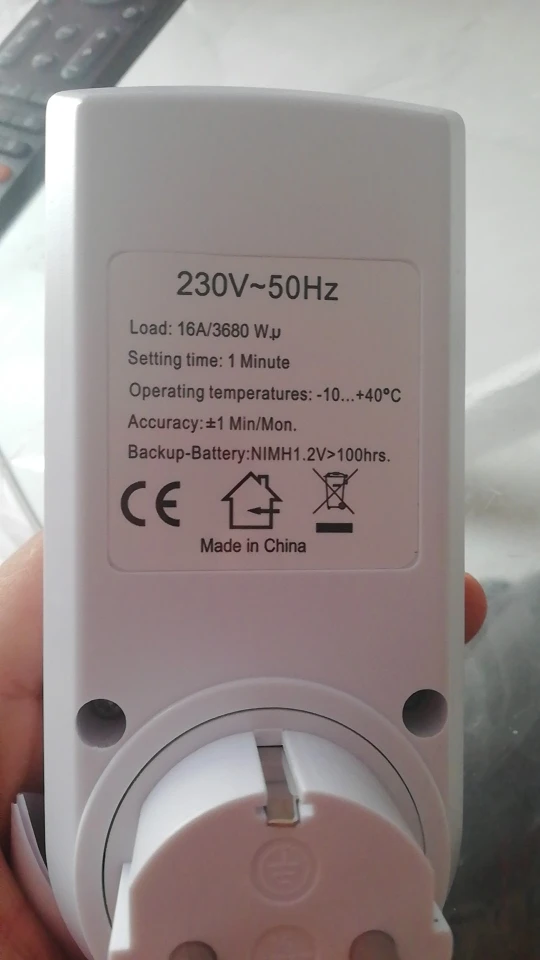 230V~50Hz
Load: 16A/3680 W.μ
Setting time: 1 Minute
Operating temperatures: -10...+40°C
Accuracy:±1 Min/Mon.
Backup-Battery:NIMH1.2V>100hrs.
CE
Made in China